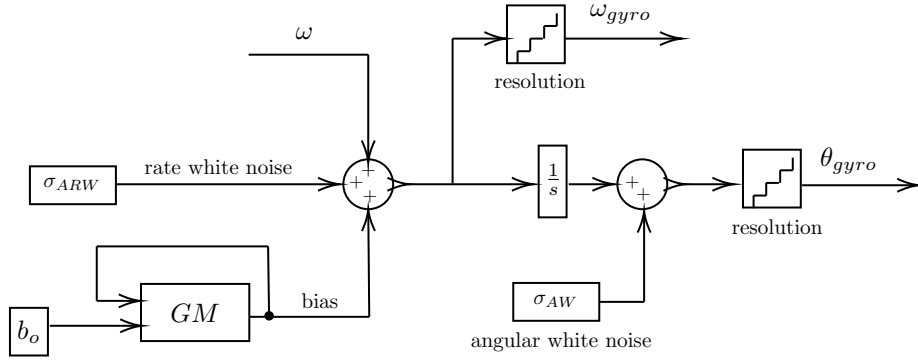 ω
ω_gyro
resolution
σ_ARW
rate white noise
+
+
+
1/s
+
+
θ_gyro
resolution
b_o
GM
bias
σ_AW
angular white noise